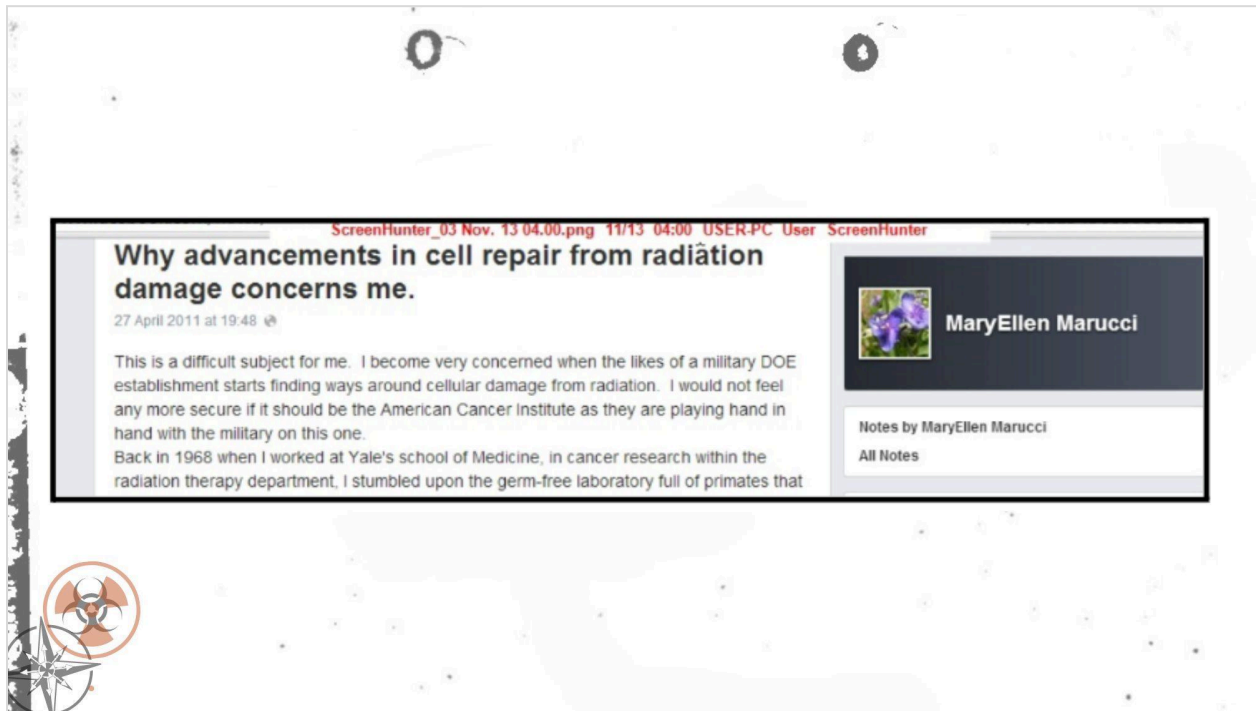 ScreenHunter_03 Nov. 13 04.00.png 11/13 04:00 USER-PC User ScreenHunter
Why advancements in cell repair from radiation
damage concerns me.
27 April 2011 at 19:48
This is a difficult subject for me. I become very concerned when the likes of a military DOE
establishment starts finding ways around cellular damage from radiation. I would not feel
any more secure if it should be the American Cancer Institute as they are playing hand in
hand with the military on this one.
Back in 1968 when I worked at Yale's school of Medicine, in cancer research within the
radiation therapy department, I stumbled upon the germ-free laboratory full of primates that
MaryEllen Marucci
Notes by MaryEllen Marucci
All Notes